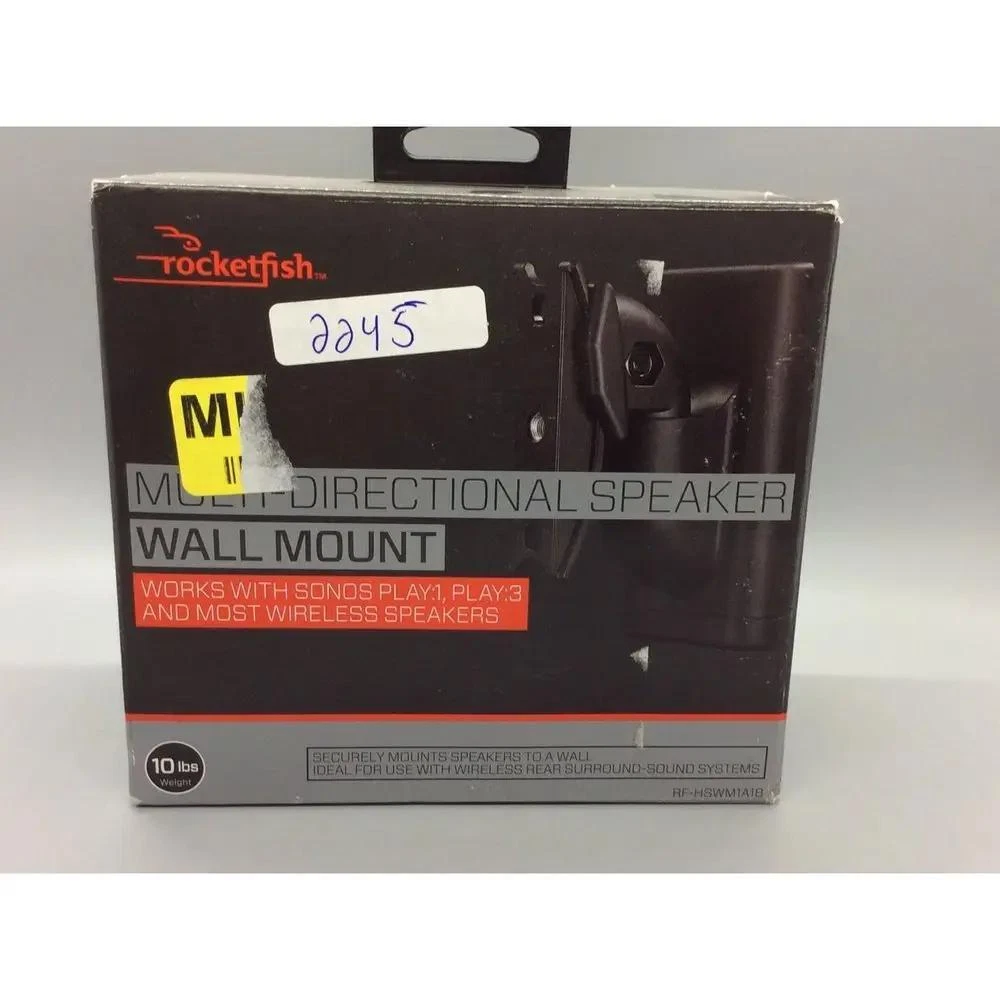 rocketfish™
2245
MULTI-DIRECTIONAL SPEAKER
WALL MOUNT
WORKS WITH SONOS PLAY:1, PLAY:3
AND MOST WIRELESS SPEAKERS
10 lbs
Weight
SECURELY MOUNTS SPEAKERS TO A WALL
IDEAL FOR USE WITH WIRELESS REAR SURROUND-SOUND SYSTEMS
RF-HSWM1A18